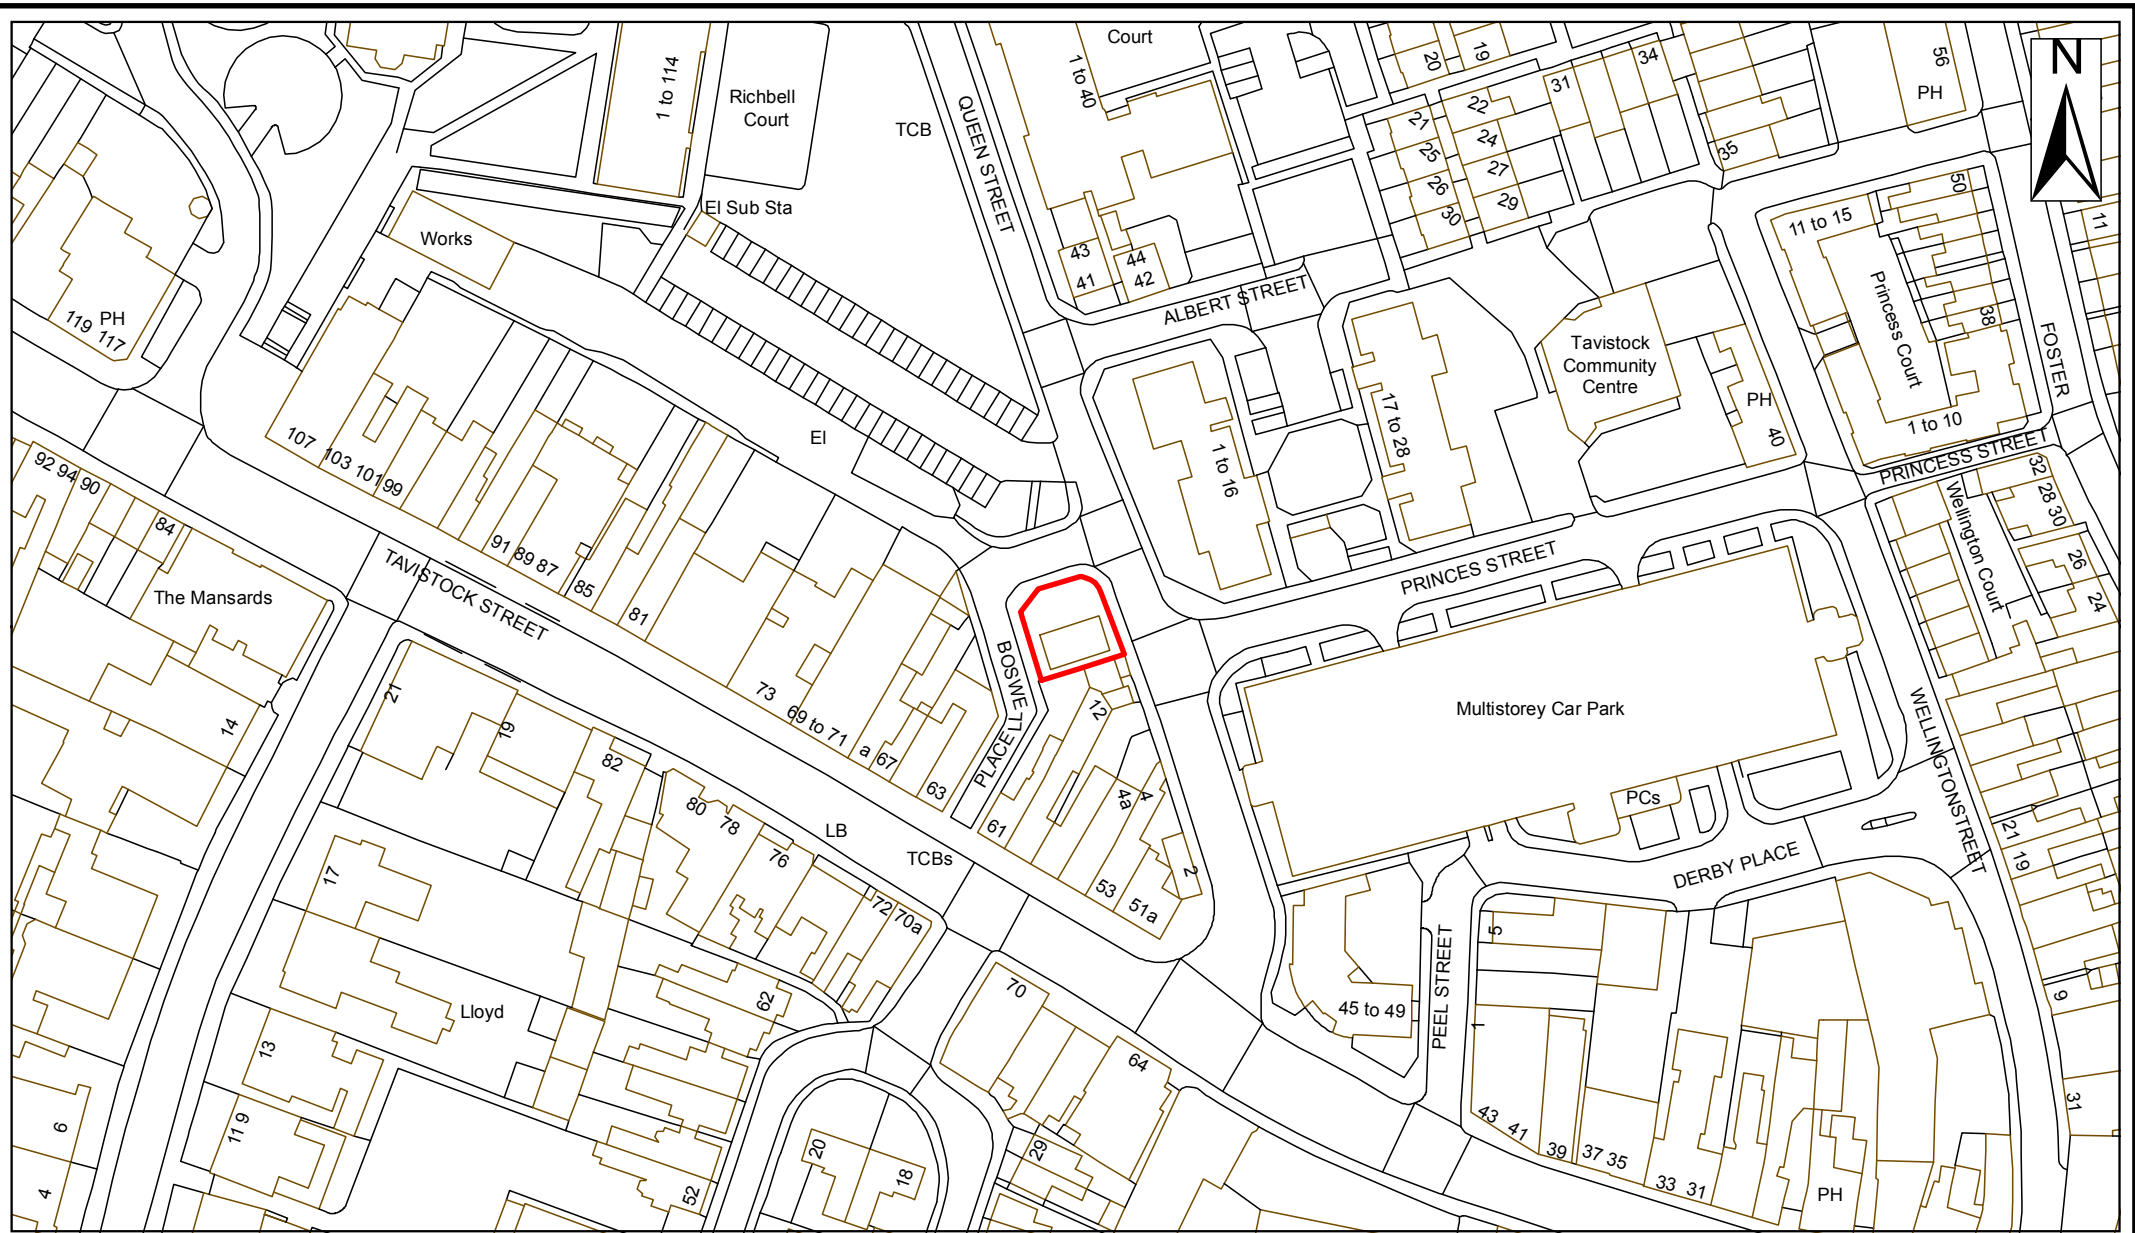 Court
1 to 40
20
19
34
31
56
PH
N
1 to 114
Richbell
Court
TCB
QUEEN STREET
22
21
24
25
27
26
29
30
35
50
11 to 15
11
El Sub Sta
Works
43
41
44
42
ALBERT STREET
Princess Court
38
FOSTER
PH
119 117
Tavistock
Community
Centre
PH
40
17 to 28
1 to 16
1 to 10
PRINCESS STREET
El
107
103 101 99
91 89 87
85
81
92 94 90
84
The Mansards
TAVISTOCK STREET
PRINCES STREET
Wellington Court
32
28 30
26
24
BOSWELL
PLACE
12
73
69 to 71
a
67
63
61
4a
4
53
51a
2
Multistorey Car Park
PCs
WELLINGTONSTREET
DERBY PLACE
21 19
9
31
14
21
19
82
80
78
76
LB
TCBs
72 70a
17
Lloyd
62
70
64
45 to 49
PEEL STREET
5
1
13
11 9
6
4
52
20
18
29
43
41
39
37 35
33 31
PH